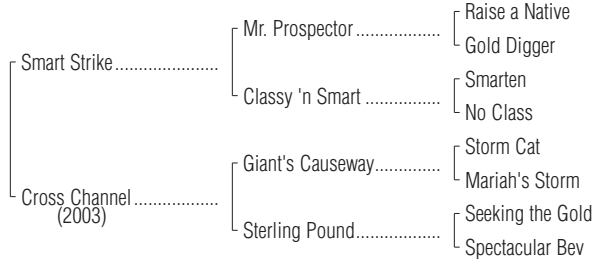 Raise a Native
Mr. Prospector..................
Gold Digger
Smart Strike......................
Smarten
Classy 'n Smart ................
No Class
Storm Cat
Giant's Causeway..............
Mariah's Storm
Cross Channel ..................
(2003)
Seeking the Gold
Sterling Pound..................
Spectacular Bev